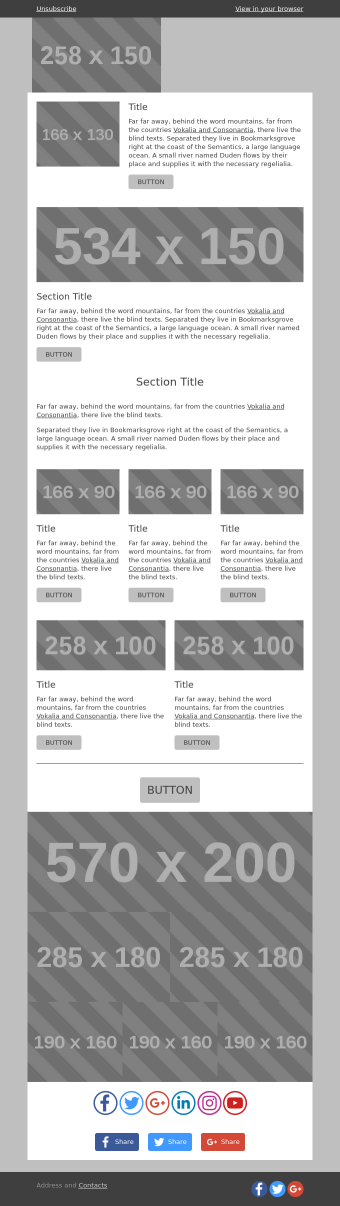 Unsubscribe
View in your browser
258 x 150
166 x 130
Title
Far far away, behind the word mountains, far from
the countries Vokalia and Consonantia, there live the
blind texts. Separated they live in Bookmarksgrove
right at the coast of the Semantics, a large language
ocean. A small river named Duden flows by their
place and supplies it with the necessary regelialia.
BUTTON
534 x 150
Section Title
Far far away, behind the word mountains, far from the countries Vokalia and
Consonantia, there live the blind texts. Separated they live in Bookmarksgrove
right at the coast of the Semantics, a large language ocean. A small river named
Duden flows by their place and supplies it with the necessary regelialia.
BUTTON
Section Title
Far far away, behind the word mountains, far from the countries Vokalia and
Consonantia, there live the blind texts.
Separated they live in Bookmarksgrove right at the coast of the Semantics, a
large language ocean. A small river named Duden flows by their place and
supplies it with the necessary regelialia.
166 x 90
Title
Far far away, behind the
word mountains, far from
the countries Vokalia and
Consonantia, there live
the blind texts.
BUTTON
166 x 90
Title
Far far away, behind the
word mountains, far from
the countries Vokalia and
Consonantia, there live
the blind texts.
BUTTON
166 x 90
Title
Far far away, behind the
word mountains, far from
the countries Vokalia and
Consonantia, there live
the blind texts.
BUTTON
258 x 100
Title
Far far away, behind the word
mountains, far from the countries
Vokalia and Consonantia, there live the
blind texts.
BUTTON
258 x 100
Title
Far far away, behind the word
mountains, far from the countries
Vokalia and Consonantia, there live the
blind texts.
BUTTON
BUTTON
570 x 200
285 x 180
285 x 180
190 x 160
190 x 160
190 x 160
Share
Share
Share
Address and Contacts